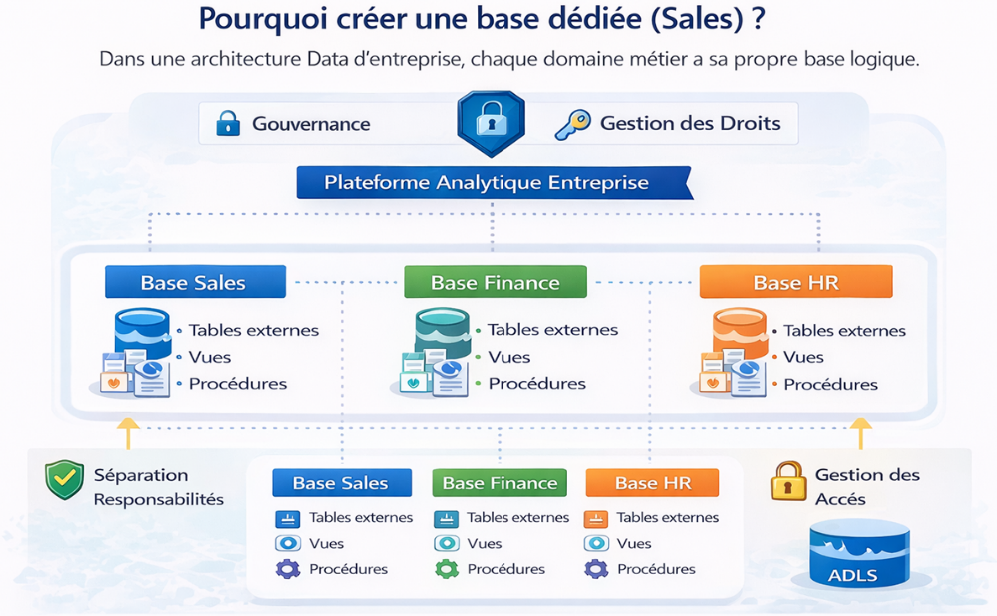 Pourquoi créer une base dédiée (Sales) ?
Dans une architecture Data d'entreprise, chaque domaine métier a sa propre base logique.
Gouvernance
Gestion des Droits
Plateforme Analytique Entreprise
Base Sales
Tables externes
Vues
Procédures
Base Finance
Tables externes
Vues
Procédures
Base HR
Tables externes
Vues
Procédures
Séparation
Responsabilités
Base Sales
Tables externes
Vues
Procédures
Base Finance
Tables externes
Vues
Procédures
Base HR
Tables externes
Vues
Procédures
Gestion des
Accés
ADLS